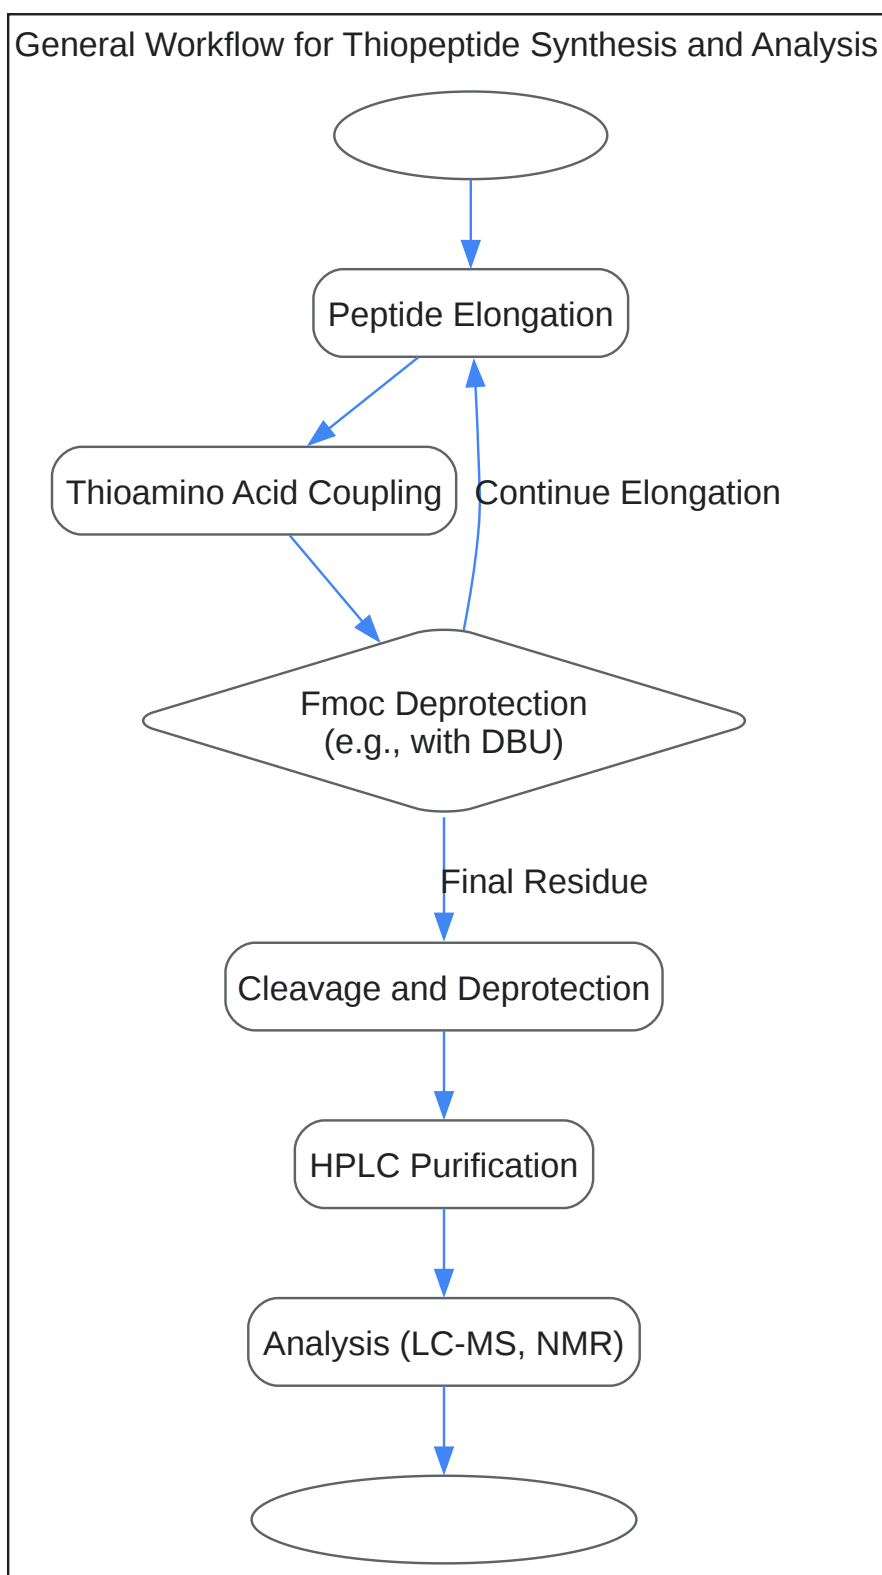 General Workflow for Thiopeptide Synthesis and Analysis
Peptide Elongation
Thioamino Acid Coupling
Continue Elongation
Fmoc Deprotection
(e.g., with DBU)
Final Residue
Cleavage and Deprotection
HPLC Purification
Analysis (LC-MS, NMR)